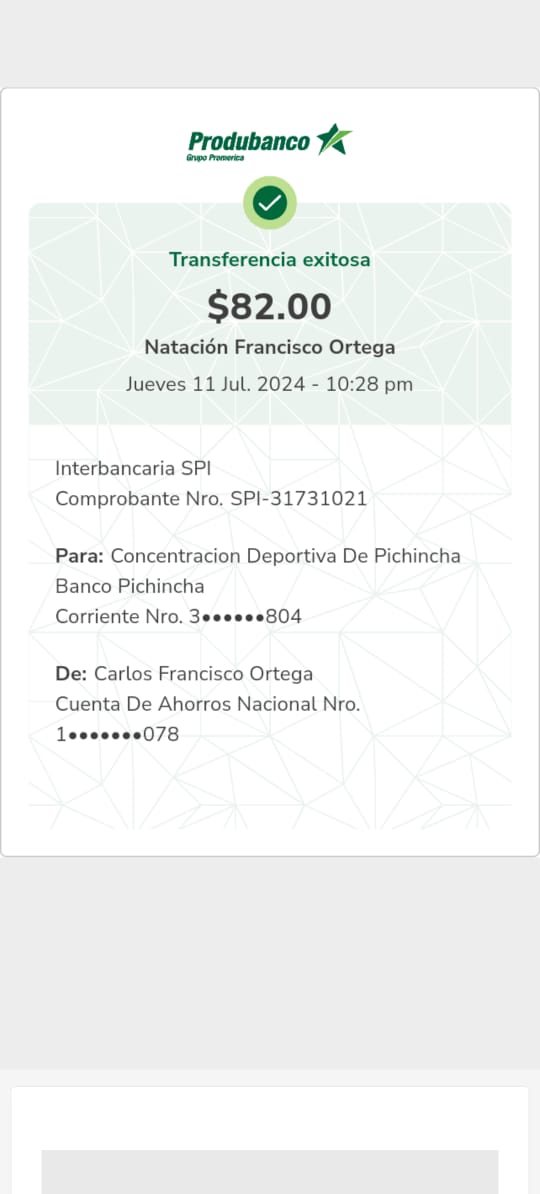 Produbanco
Grupo Promerica
Transferencia exitosa
$82.00
Natación Francisco Ortega
Jueves 11 Jul. 2024 - 10:28 pm
Interbancaria SPI
Comprobante Nro. SPI-31731021
Para: Concentracion Deportiva De Pichincha
Banco Pichincha
Corriente Nro. 3••••••804
De: Carlos Francisco Ortega
Cuenta De Ahorros Nacional Nro.
1•••••••078